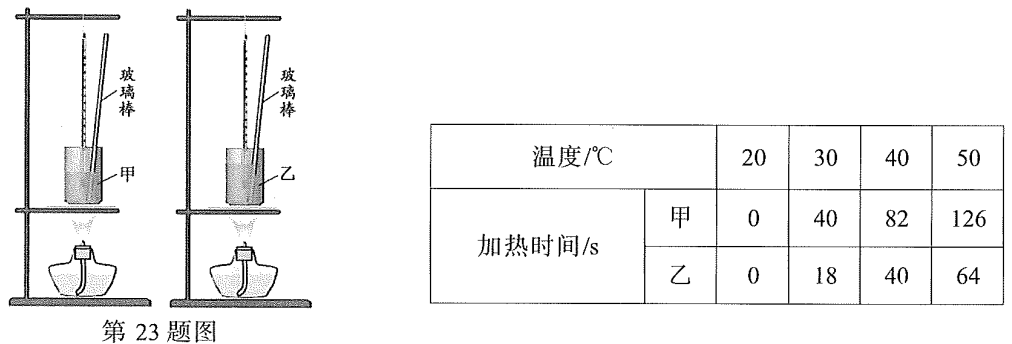 玻璃棒
甲
玻璃棒
乙
第 23 题图
温度/℃ 20 30 40 50
加热时间/s
甲 0 40 82 126
乙 0 18 40 64